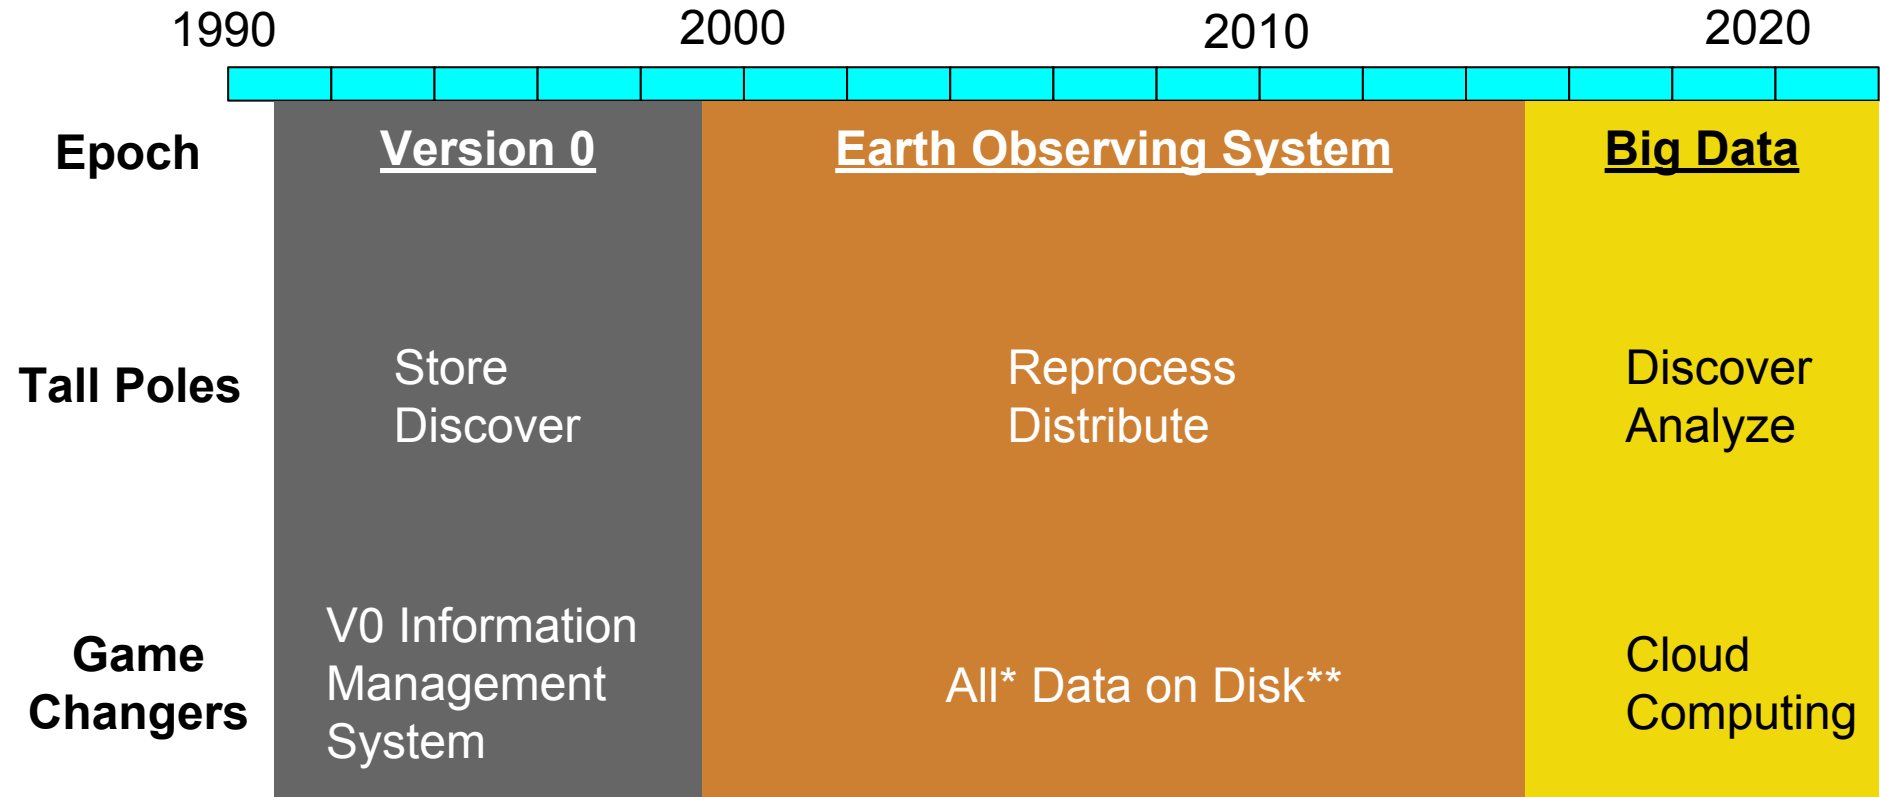 1990 2000 2010 2020
Epoch Version 0 Earth Observing System Big Data
Tall Poles
Store
Discover
Reprocess
Distribute
Discover
Analyze
Game
Changers
V0 Information
Management
System
All* Data on Disk**
Cloud
Computing